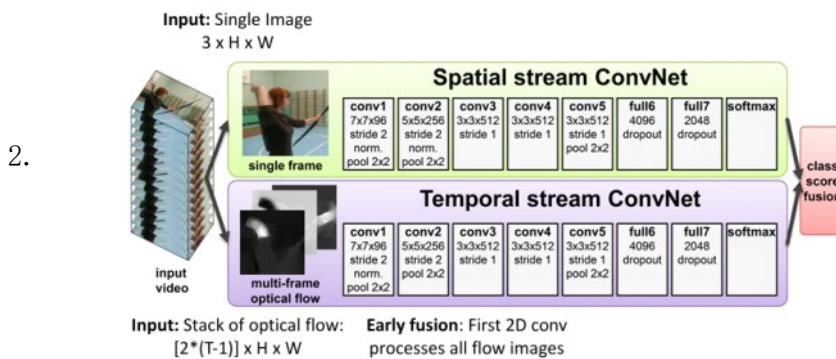 Input: Single Image
3 x H x W
2.
Spatial stream ConvNet
single frame
conv1
7x7x96
stride 2
norm.
pool 2x2
conv2
5x5x256
stride 2
norm.
pool 2x2
conv3
3x3x512
stride 1
conv4
3x3x512
stride 1
conv5
3x3x512
stride 1
pool 2x2
full6
4096
dropout
full7
2048
dropout
softmax
Temporal stream ConvNet
input
video
multi-frame
optical flow
conv1
7x7x96
stride 2
norm.
pool 2x2
conv2
5x5x256
stride 2
pool 2x2
conv3
3x3x512
stride 1
conv4
3x3x512
stride 1
conv5
3x3x512
stride 1
pool 2x2
full6
4096
dropout
full7
2048
dropout
softmax
class
score
fusion
Input: Stack of optical flow:
[2*(T-1)] x H x W
Early fusion: First 2D conv
processes all flow images